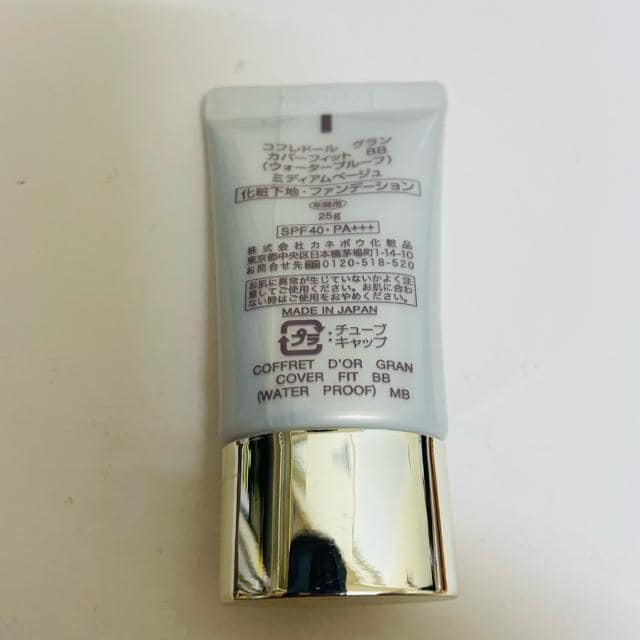 コフレドール グラン
カバーフィット BB
(ウォータープルーフ)
ミディアムベージュ
化粧下地・ファンデーション
年間用
25g
SPF40・PA+++
株式会社カネボウ化粧品
東京都中央区日本橋茅場町1-14-10
お問合せ先 0120-518-520
お肌に異常が生じていないかよく注
意してご使用ください。お肌に合わ
ない時はご使用をおやめください。
MADE IN JAPAN
プラ:チューブ
キャップ
COFFRET D'OR GRAN
COVER FIT BB
(WATER PROOF) MB